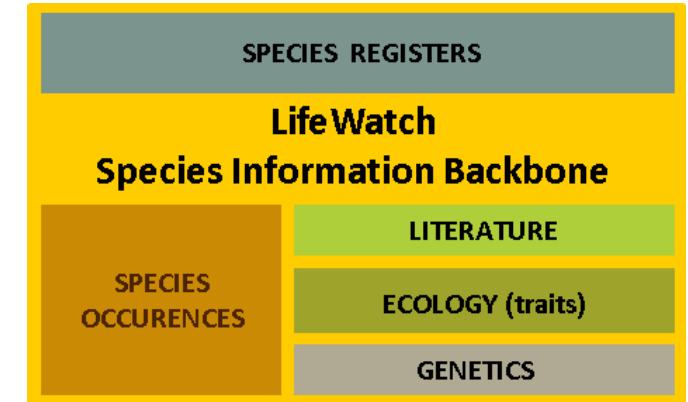 SPECIES REGISTERS
LifeWatch
Species Information Backbone
SPECIES
OCCURENCES
LITERATURE
ECOLOGY (traits)
GENETICS